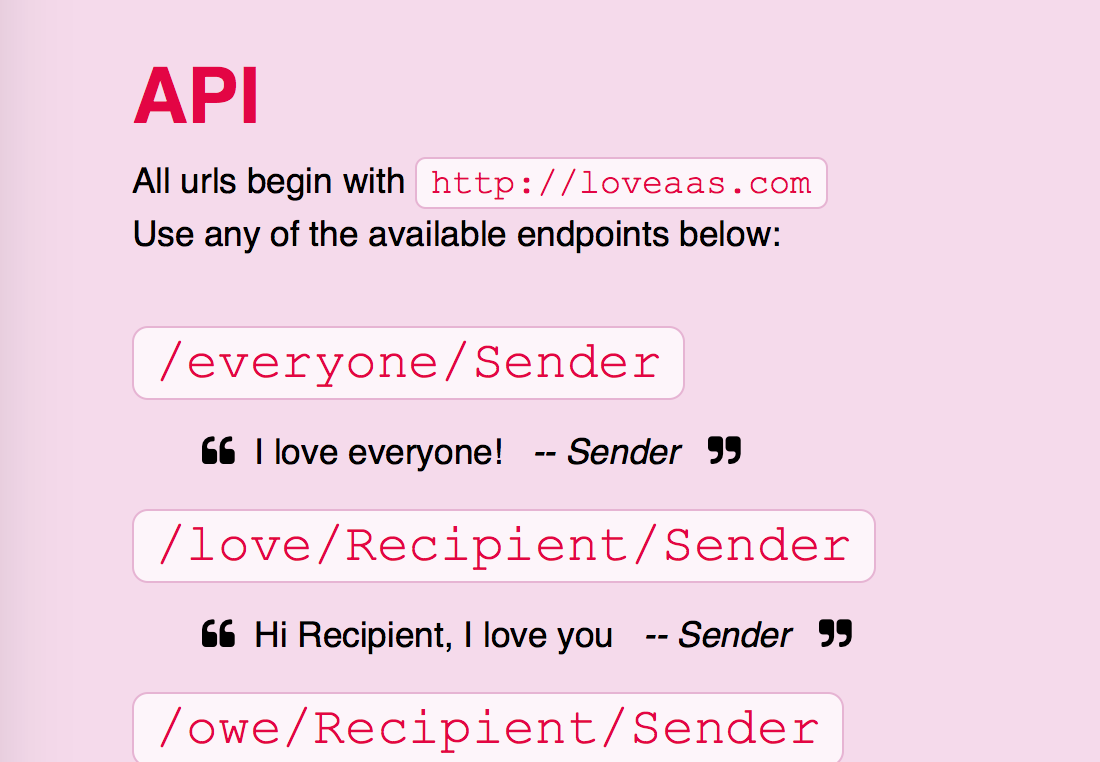 API
All urls begin with http://loveaas.com
Use any of the available endpoints below:
/everyone/Sender
“ I love everyone! -- Sender ”
/love/Recipient/Sender
“ Hi Recipient, I love you -- Sender ”
/owe/Recipient/Sender